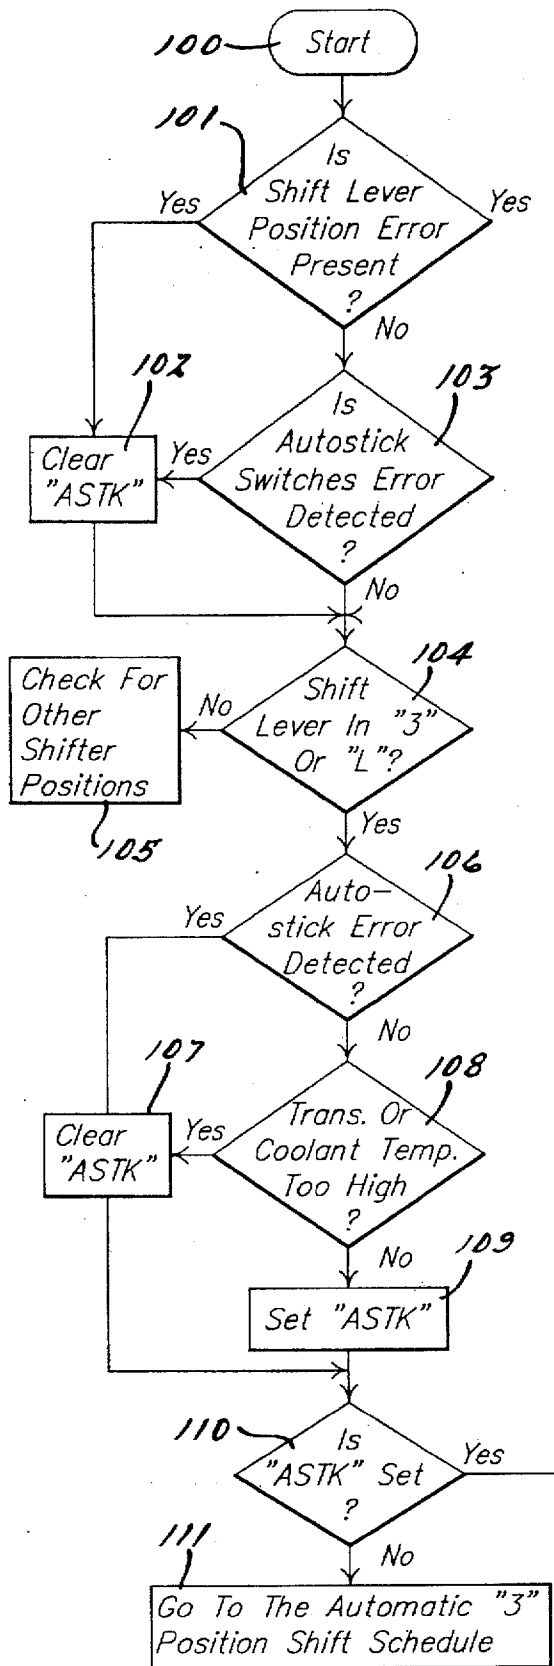 100
Start
101
Is
Shift Lever
Position Error
Present
?
Yes
Yes
No
102
103
Is
Autostick
Switches Error
Detected
?
Yes
Clear
"ASTK"
No
104
Shift
Lever In "3"
Or "L"?
No
Check For
Other
Shifter
Positions
105
Yes
106
Auto-
stick Error
Detected
?
Yes
No
107
108
Trans. Or
Coolant Temp.
Too High
?
Yes
Clear
"ASTK"
No
109
Set "ASTK"
110
Is
"ASTK" Set
?
Yes
No
111
Go To The Automatic "3"
Position Shift Schedule